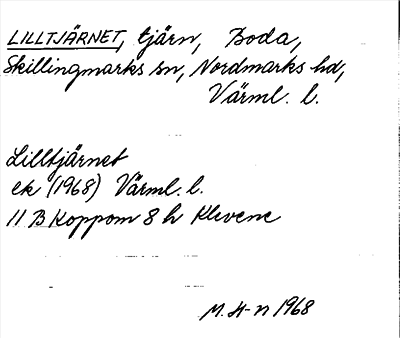 LILLTJÄRNET, tjärn, Boda,
Skillingmarks sn, Nordmarks hd,
Värml. l.
Lilltjärnet
ek (1968) Värml. l.
11 B Koppom 8 h Klevene
M. H-n 1968